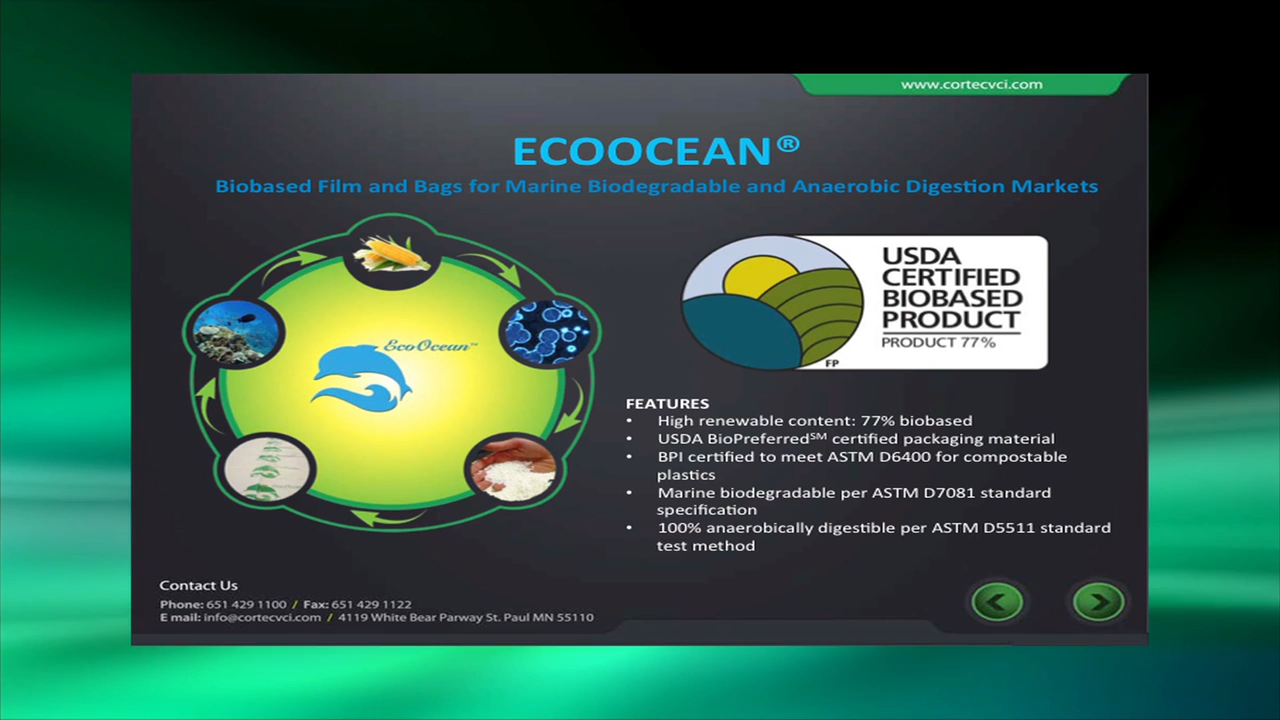 www.cortecvci.com
ECOOCEAN®
Biobased Film and Bags for Marine Biodegradable and Anaerobic Digestion Markets
EcoOcean™
USDA
CERTIFIED
BIOBASED
PRODUCT
PRODUCT 77%
FP
FEATURES
• High renewable content: 77% biobased
• USDA BioPreferred℠ certified packaging material
• BPI certified to meet ASTM D6400 for compostable
plastics
• Marine biodegradable per ASTM D7081 standard
specification
• 100% anaerobically digestible per ASTM D5511 standard
test method
Contact Us
Phone: 651 429 1100 / Fax: 651 429 1122
E mail: info@cortecvci.com / 4119 White Bear Parway St. Paul MN 55110